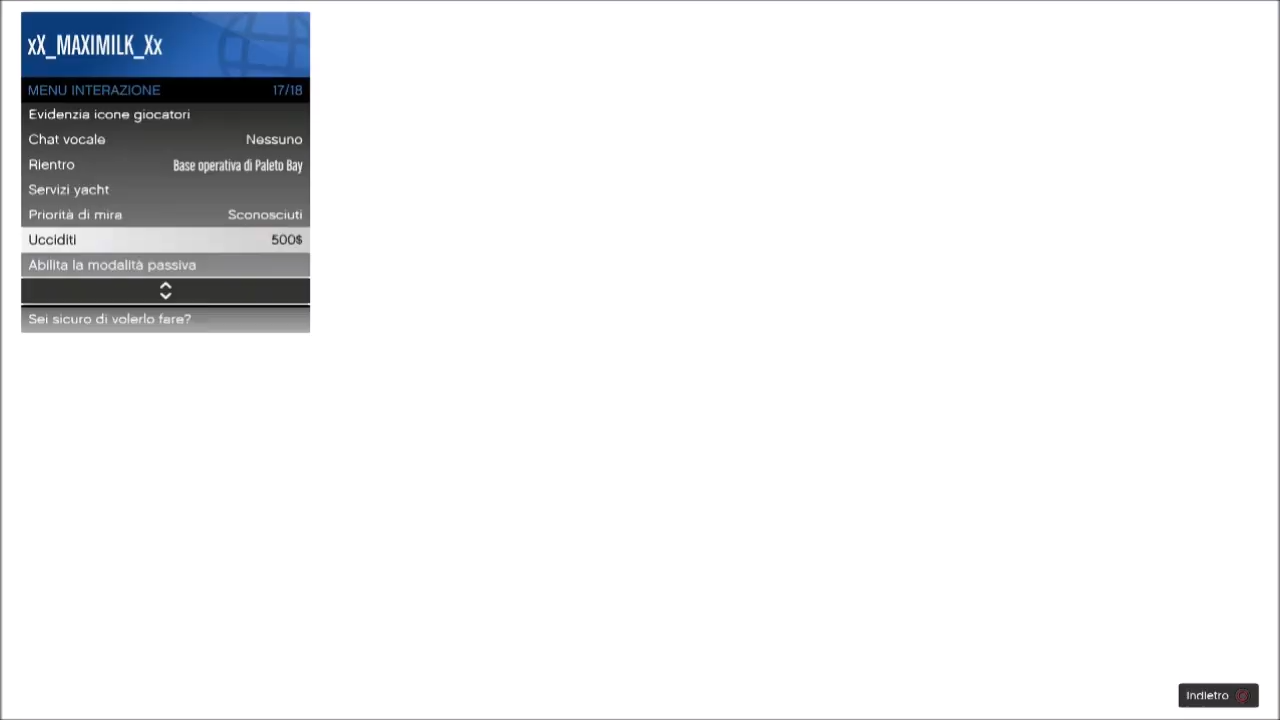 xX_MAXIMILK_Xx
MENU INTERAZIONE 17/18
Evidenzia icone giocatori
Chat vocale Nessuno
Rientro Base operativa di Paleto Bay
Servizi yacht
Priorità di mira Sconosciuti
Ucciditi 500$
Abilita la modalità passiva
Sei sicuro di volerlo fare?
Indietro